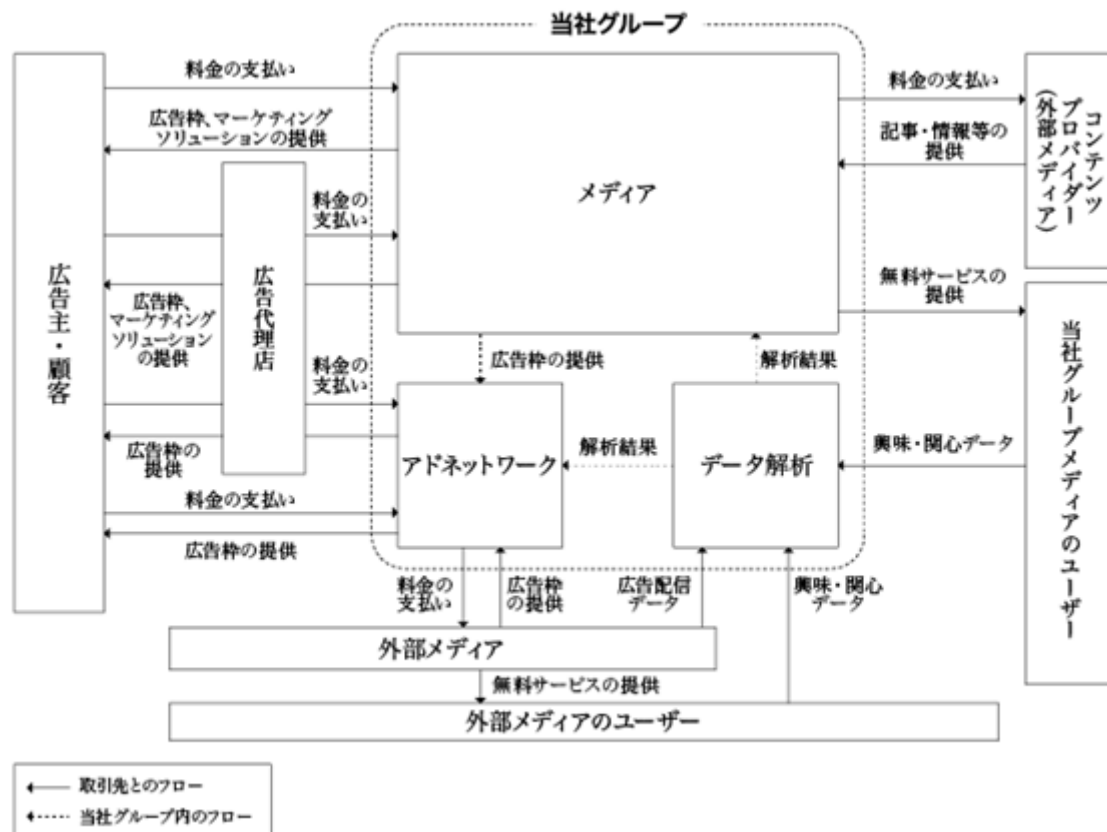 当社グループ
料金の支払い
広告枠、マーケティング
ソリューションの提供
メディア
料金の支払い
記事・情報等の
提供
コンテンツ
プロバイダー
(外部メディア)
広告主・顧客
広告代理店
料金の
支払い
広告枠、
マーケティング
ソリューション
の提供
無料サービスの
提供
当社グループメディアのユーザー
広告枠の提供
解析結果
料金の
支払い
広告枠の
提供
アドネットワーク
解析結果
データ解析
興味・関心データ
料金の支払い
広告枠の提供
料金の
支払い
広告枠
の提供
広告配信
データ
興味・関心
データ
外部メディア
無料サービスの提供
外部メディアのユーザー
取引先とのフロー
当社グループ内のフロー